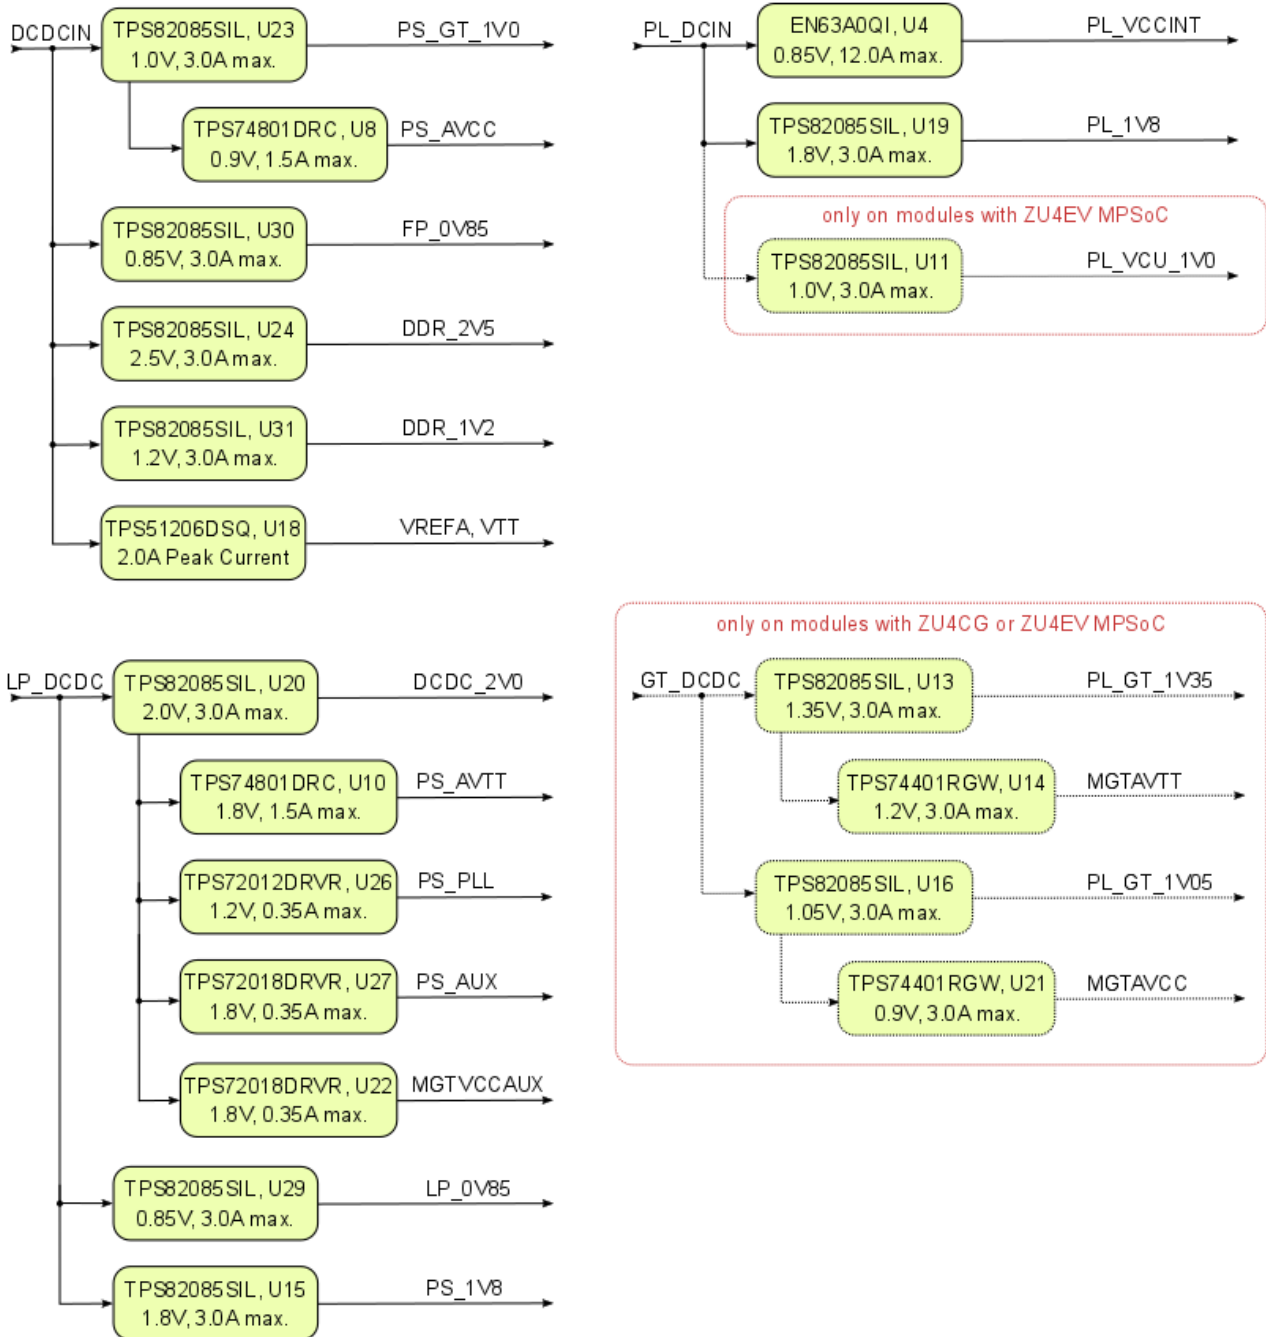 DCDCIN
TPS82085SIL, U23
1.0V, 3.0A max.
PS_GT_1V0
TPS74801DRC, U8
0.9V, 1.5A max.
PS_AVCC
TPS82085SIL, U30
0.85V, 3.0A max.
FP_0V85
TPS82085SIL, U24
2.5V, 3.0A max.
DDR_2V5
TPS82085SIL, U31
1.2V, 3.0A max.
DDR_1V2
TPS51206DSQ, U18
2.0A Peak Current
VREFA, VTT
PL_DCIN
EN63A0QI, U4
0.85V, 12.0A max.
PL_VCCINT
TPS82085SIL, U19
1.8V, 3.0A max.
PL_1V8
only on modules with ZU4EV MPSoC
TPS82085SIL, U11
1.0V, 3.0A max.
PL_VCU_1V0
LP_DCDC
TPS82085SIL, U20
2.0V, 3.0A max.
DCDC_2V0
TPS74801DRC, U10
1.8V, 1.5A max.
PS_AVTT
TPS72012DRVR, U26
1.2V, 0.35A max.
PS_PLL
TPS72018DRVR, U27
1.8V, 0.35A max.
PS_AUX
TPS72018DRVR, U22
1.8V, 0.35A max.
MGTVCCAUX
TPS82085SIL, U29
0.85V, 3.0A max.
LP_0V85
TPS82085SIL, U15
1.8V, 3.0A max.
PS_1V8
only on modules with ZU4CG or ZU4EV MPSoC
GT_DCDC
TPS82085SIL, U13
1.35V, 3.0A max.
PL_GT_1V35
TPS74401RGW, U14
1.2V, 3.0A max.
MGTAVTT
TPS82085SIL, U16
1.05V, 3.0A max.
PL_GT_1V05
TPS74401RGW, U21
0.9V, 3.0A max.
MGTAVCC